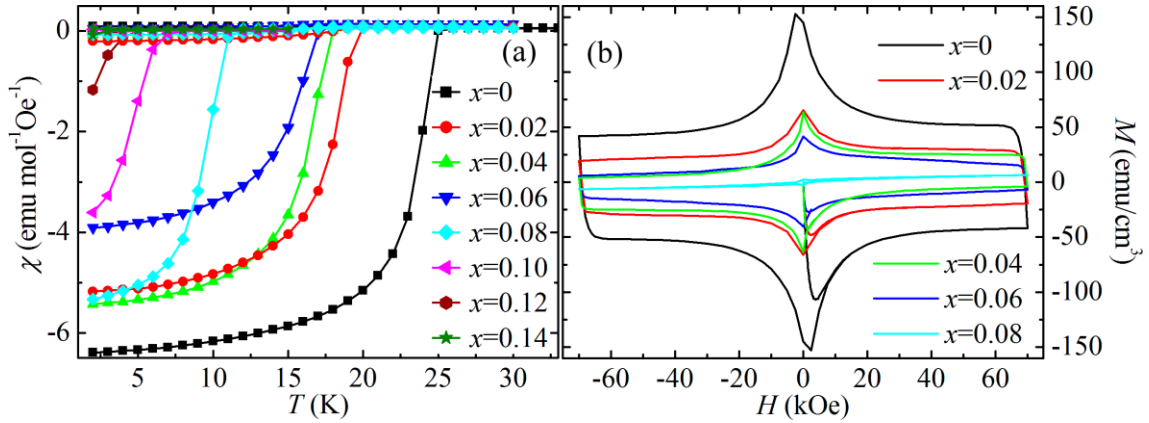 (a)
0
-2
-4
-6
χ (emu mol⁻¹Oe⁻¹)
x=0
x=0.02
x=0.04
x=0.06
x=0.08
x=0.10
x=0.12
x=0.14
5 10 15 20 25 30
T (K)
(b)
x=0
x=0.02
x=0.04
x=0.06
x=0.08
150
100
50
0
-50
-100
-150
M (emu/cm³)
-60 -40 -20 0 20 40 60
H (kOe)